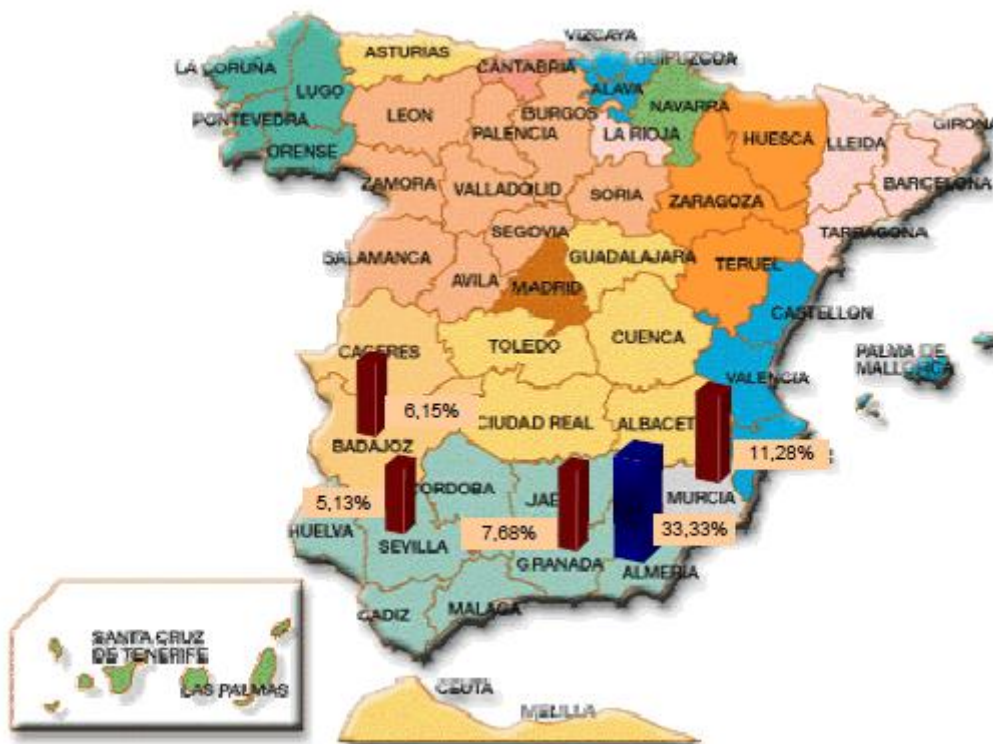 VIZCAYA
ASTURIAS
GUIPUZCOA
LA CORUÑA
CANTABRIA
LUGO
ALAVA
NAVARRA
LEON
BURGOS
PONTEVEDRA
PALENCIA
LA RIOJA
HUESCA
LLEIDA
GIRONA
ORENSE
ZAMORA
VALLADOLID
SORIA
ZARAGOZA
BARCELONA
SEGOVIA
TARRAGONA
SALAMANCA
GUADALAJARA
TERUEL
AVILA
MADRID
CASTELLON
CUENCA
CACERES
TOLEDO
PALMA DE
MALLORCA
VALENCIA
6,15%
CIUDAD REAL
ALBACET
BADAJOZ
11,28%
5,13%
ORDOBA
JAE
MURCIA
HUELVA
SEVILLA
7,68%
33,33%
GRANADA
ALMERIA
CADIZ
MALAGA
SANTA CRUZ
DE TENERIFE
LAS PALMAS
CEUTA
MELILLA